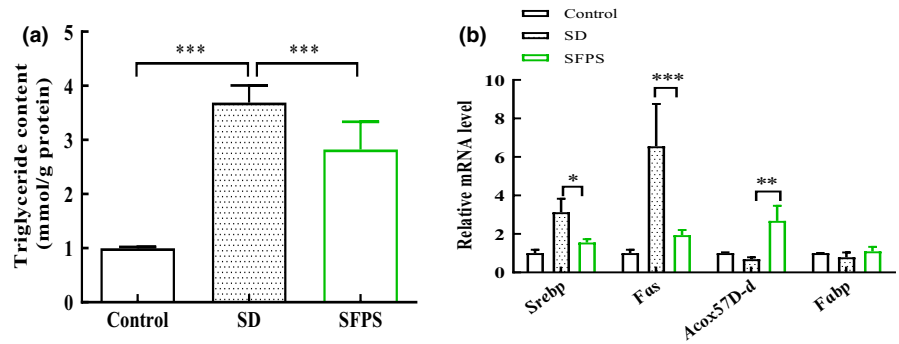 (a)
Triglyceride content
(mmol/g protein)
5
4
3
2
1
0
***
***
Control
SD
SFPS
(b)
Control
SD
SFPS
Relative mRNA level
10
8
6
4
2
0
*
***
**
Srebp
Fas
Acox57D-d
Fabp